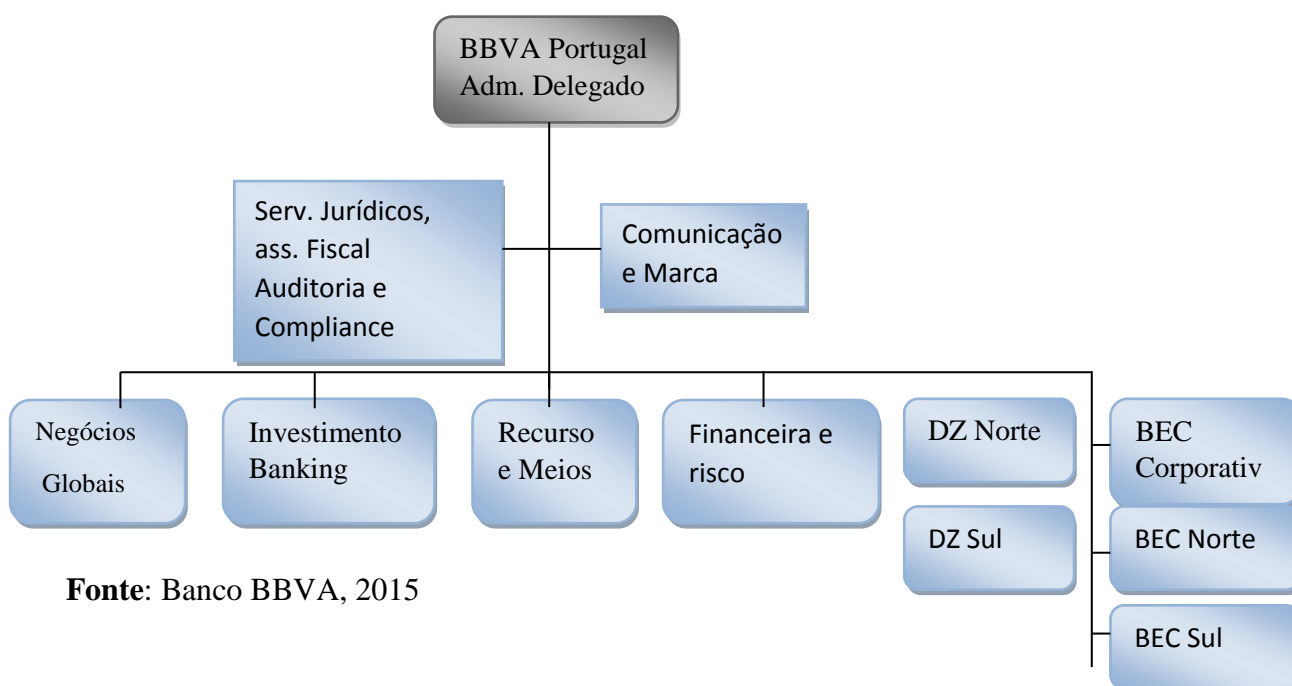 BBVA Portugal
Adm. Delegado
Serv. Jurídicos,
ass. Fiscal
Auditoria e
Compliance
Comunicação
e Marca
Negócios
Globais
Investimento
Banking
Recurso
e Meios
Financeira e
risco
DZ Norte
DZ Sul
BEC
Corporativ
BEC Norte
BEC Sul
Fonte: Banco BBVA, 2015